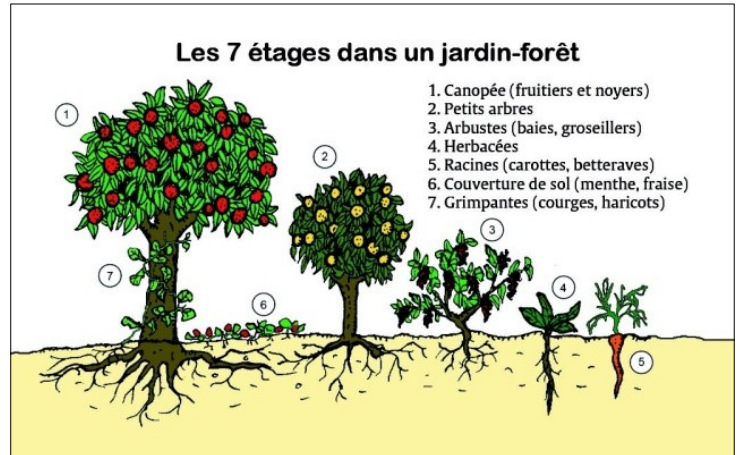 Les 7 étages dans un jardin-forêt
1. Canopée (fruitiers et noyers)
2. Petits arbres
3. Arbustes (baies, groseillers)
4. Herbacées
5. Racines (carottes, betteraves)
6. Couverture de sol (menthe, fraise)
7. Grimpantes (courges, haricots)
1
2
3
7
6
4
5